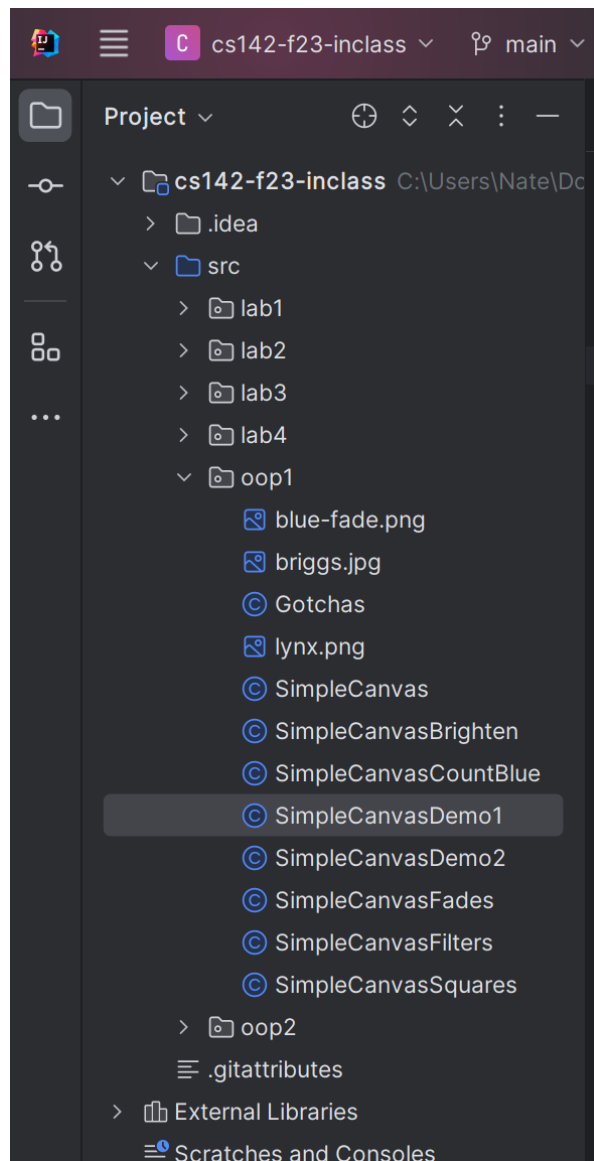 C cs142-f23-inclass main
Project
cs142-f23-inclass C:\Users\Nate\Do
.idea
src
lab1
lab2
lab3
lab4
oop1
blue-fade.png
briggs.jpg
Gotchas
lynx.png
SimpleCanvas
SimpleCanvasBrighten
SimpleCanvasCountBlue
SimpleCanvasDemo1
SimpleCanvasDemo2
SimpleCanvasFades
SimpleCanvasFilters
SimpleCanvasSquares
oop2
.gitattributes
External Libraries
Scratches and Consoles